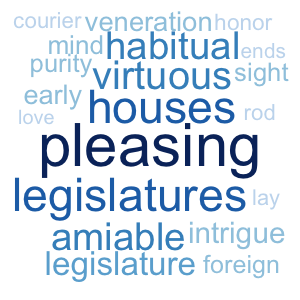 courier veneration honor
mind habitual ends
purity virtuous sight
early houses rod
love
pleasing
legislatures lay
amiable intrigue
legislature foreign